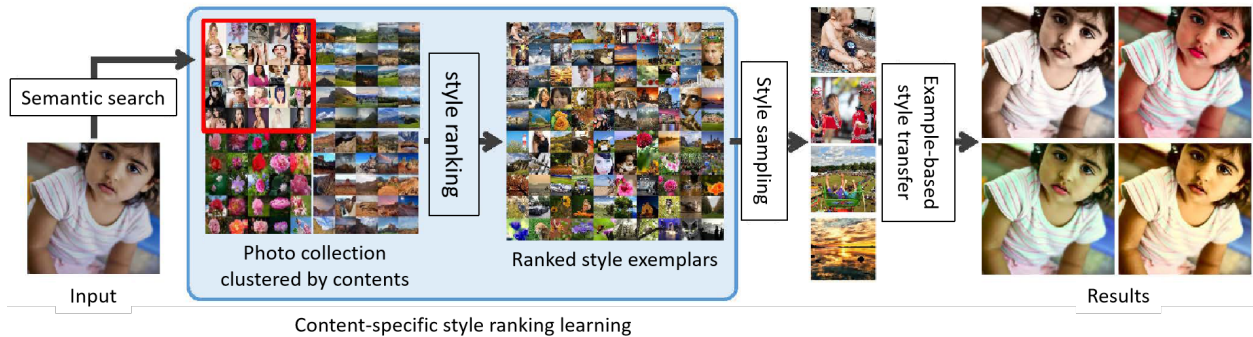 Semantic search
Input
Photo collection
clustered by contents
style ranking
Ranked style exemplars
Style sampling
Example-based
style transfer
Results
Content-specific style ranking learning